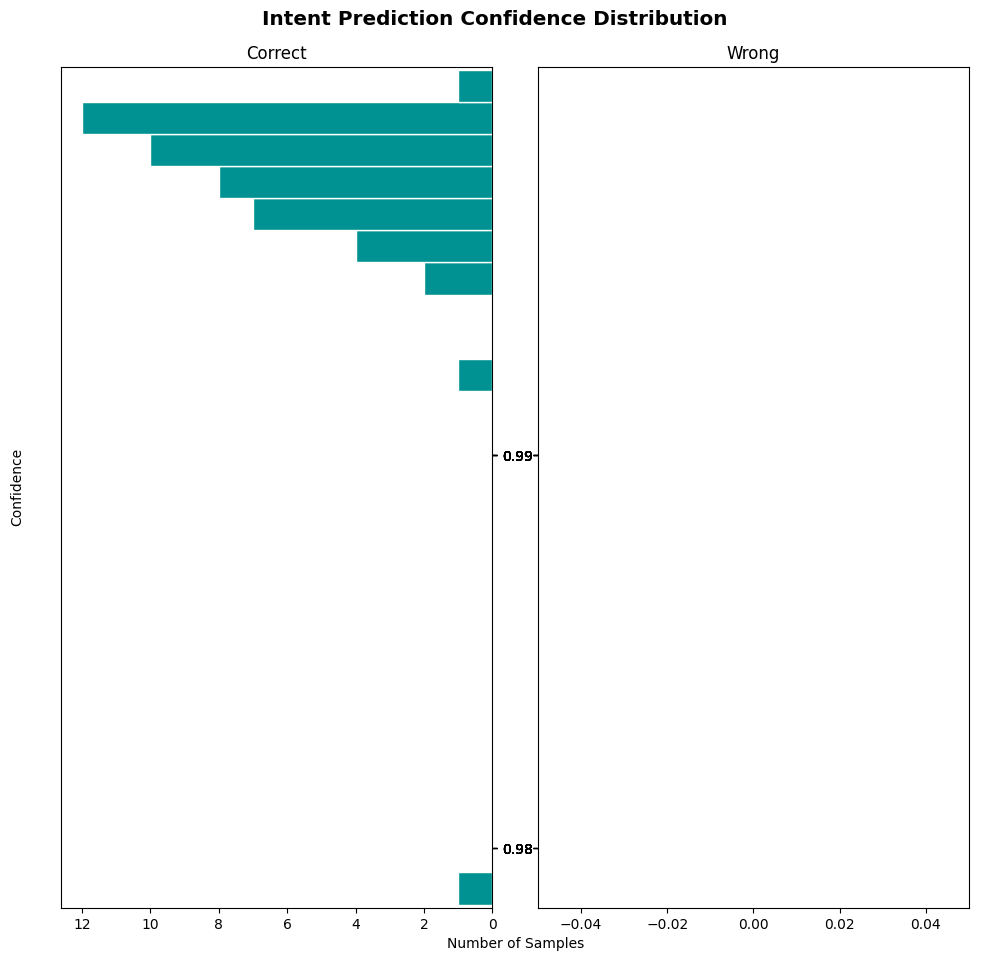 Intent Prediction Confidence Distribution
Correct
Wrong
Confidence
0.99
0.98
12 10 8 6 4 2 0
−0.04 −0.02 0.00 0.02 0.04
Number of Samples